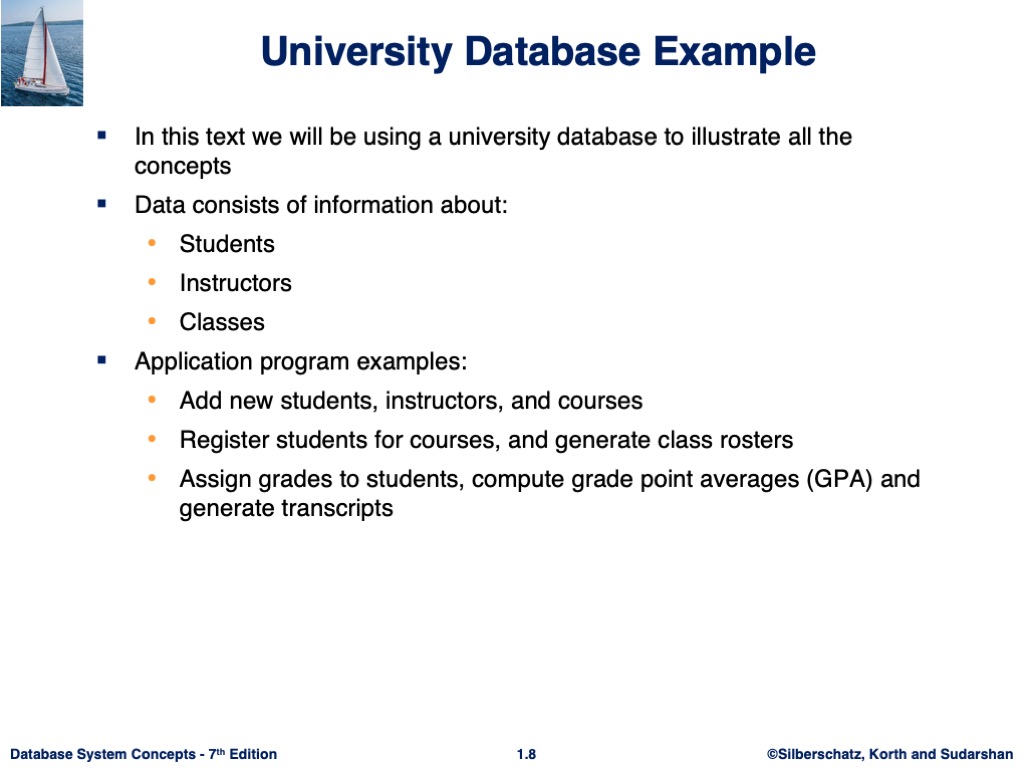 University Database Example
▪ In this text we will be using a university database to illustrate all the
concepts
▪ Data consists of information about:
• Students
• Instructors
• Classes
▪ Application program examples:
• Add new students, instructors, and courses
• Register students for courses, and generate class rosters
• Assign grades to students, compute grade point averages (GPA) and
generate transcripts
Database System Concepts - 7th Edition
1.8
©Silberschatz, Korth and Sudarshan